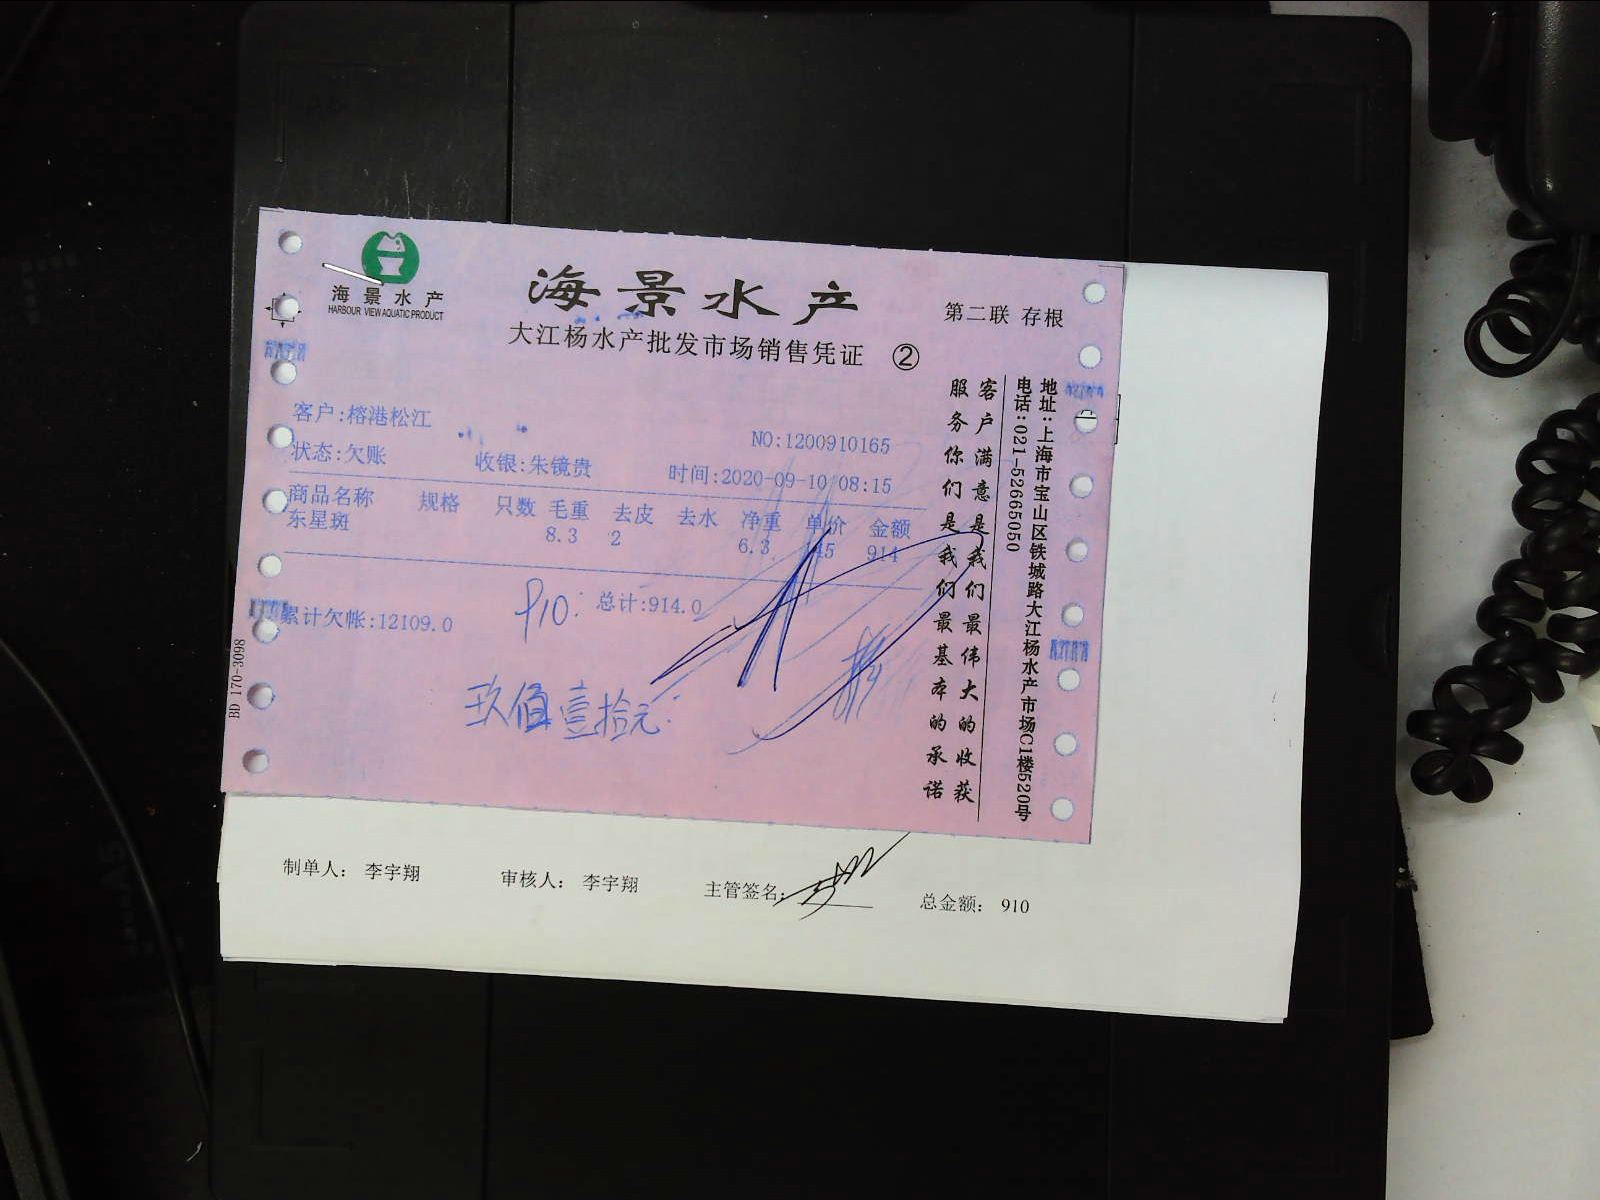 海景水产
HARBOUR VIEW AQUATIC PRODUCT
海景水产
大江杨水产批发市场销售凭证 ②
第二联 存根
客户:榕港松江
NO:1200910165
状态:欠账 收银:朱镜贵 时间:2020-09-10 08:15
商品名称 规格 只数 毛重 去皮 去水 净重 单价 金额
东星斑 8.3 2 6.3 145 914
累计欠帐:12109.0 910: 总计:914.0
玖佰壹拾元:
客户满意是我们最伟大的收获
服务你们是我们最基本的承诺
地址:上海市宝山区铁城路大江杨水产市场C1楼520号
电话:021-52665050
BD 170-3098
制单人: 李宇翔 审核人: 李宇翔 主管签名: 总金额: 910